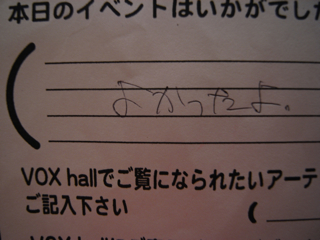 本日のイベントはいかがでした
よかったよ。
VOX hallでご覧になられたいアーテ
ご記入下さい
(
VOX hall